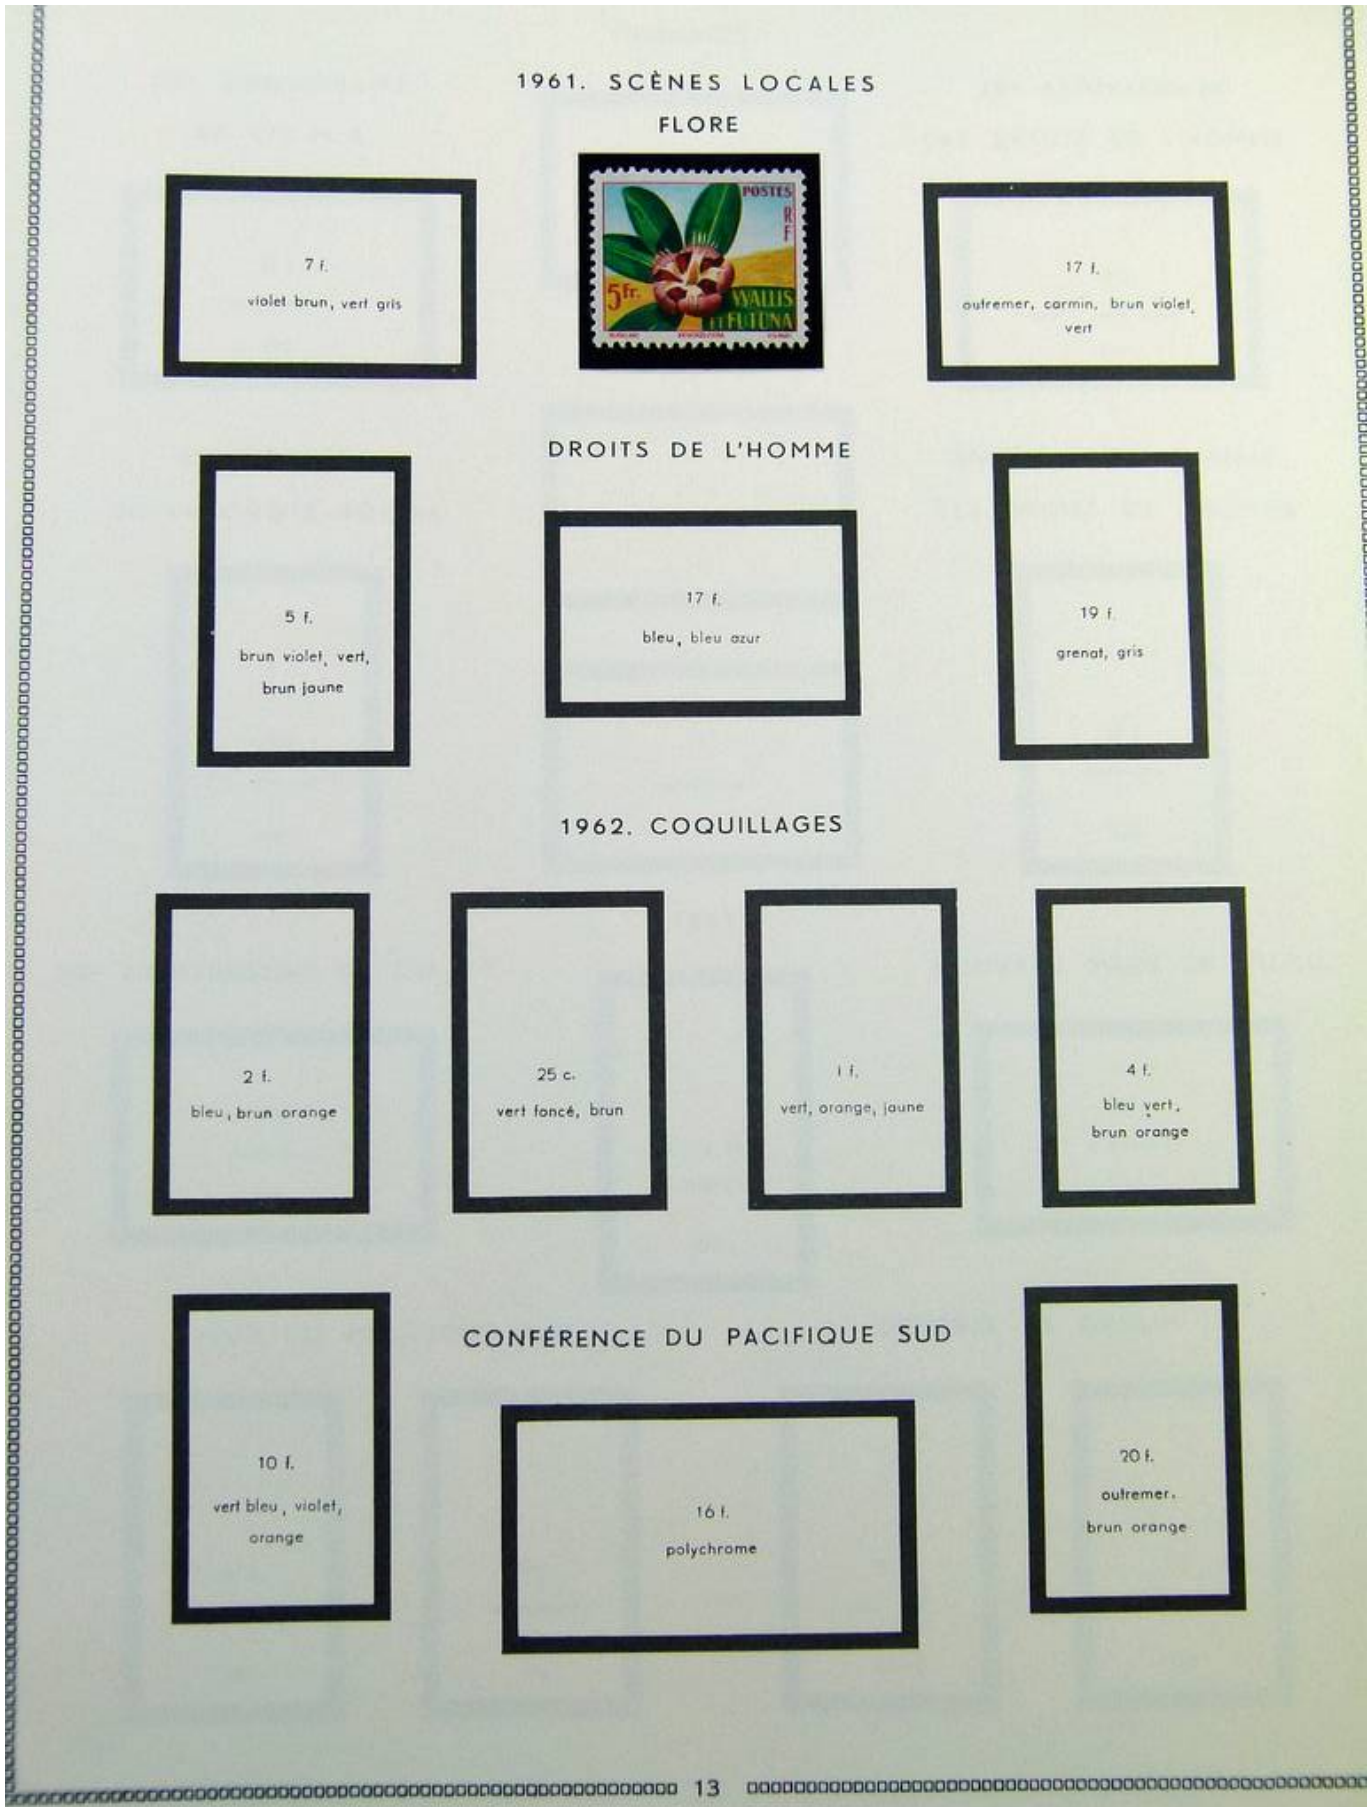 1961. SCÈNES LOCALES
FLORE
7 f.
violet brun, vert gris
POSTES
R
F
5fr.
WALLIS
ET FUTUNA
17 f.
outremer, carmin, brun violet,
vert
DROITS DE L'HOMME
5 f.
brun violet, vert,
brun jaune
17 f.
bleu, bleu azur
19 f.
grenat, gris
1962. COQUILLAGES
2 f.
bleu, brun orange
25 c.
vert foncé, brun
1 f.
vert, orange, jaune
4 f.
bleu vert,
brun orange
10 f.
vert bleu, violet,
orange
CONFÉRENCE DU PACIFIQUE SUD
16 f.
polychrome
20 f.
outremer,
brun orange
13